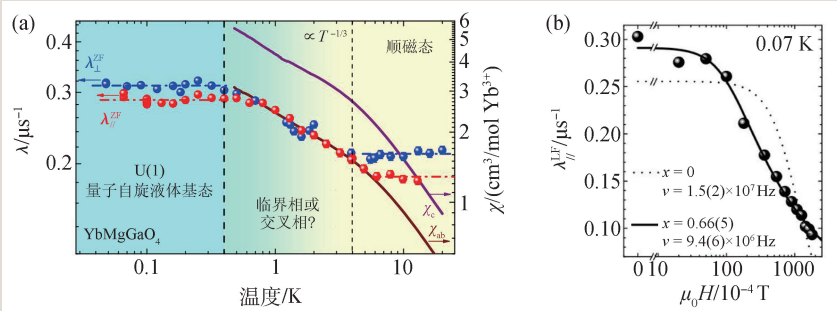 (a)
0.4
0.3
0.2
λ/μs⁻¹
λ⊥^ZF
λ∥^ZF
∝T⁻¹/³
顺磁态
U(1)
量子自旋液体基态
临界相或
交叉相?
YbMgGaO₄
χc
χab
0.1
1
10
温度/K
6
5
4
3
2
1
χ/(cm³/mol Yb³⁺)
(b)
0.07 K
0.30
0.25
0.20
0.15
0.10
λ∥^LF/μs⁻¹
x = 0
ν = 1.5(2)×10⁷Hz
x = 0.66(5)
ν = 9.4(6)×10⁶Hz
0 10 100 1000
μ₀H/10⁻⁴ T